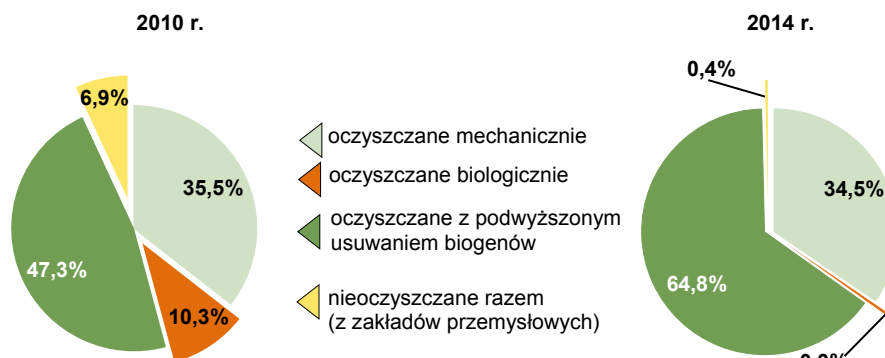 2010 r.
2014 r.
6,9%
35,5%
47,3%
10,3%
oczyszczane mechanicznie
oczyszczane biologicznie
oczyszczane z podwyższonym
usuwaniem biogenów
nieoczyszczane razem
(z zakładów przemysłowych)
0,4%
34,5%
64,8%